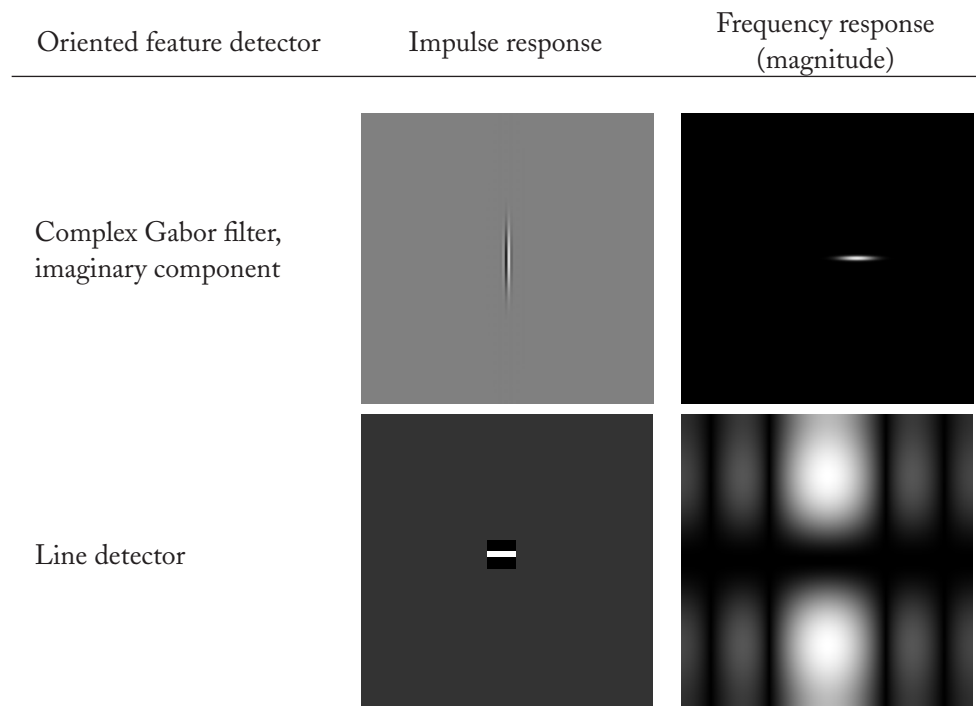 Oriented feature detector
Impulse response
Frequency response
(magnitude)
Complex Gabor filter,
imaginary component
Line detector